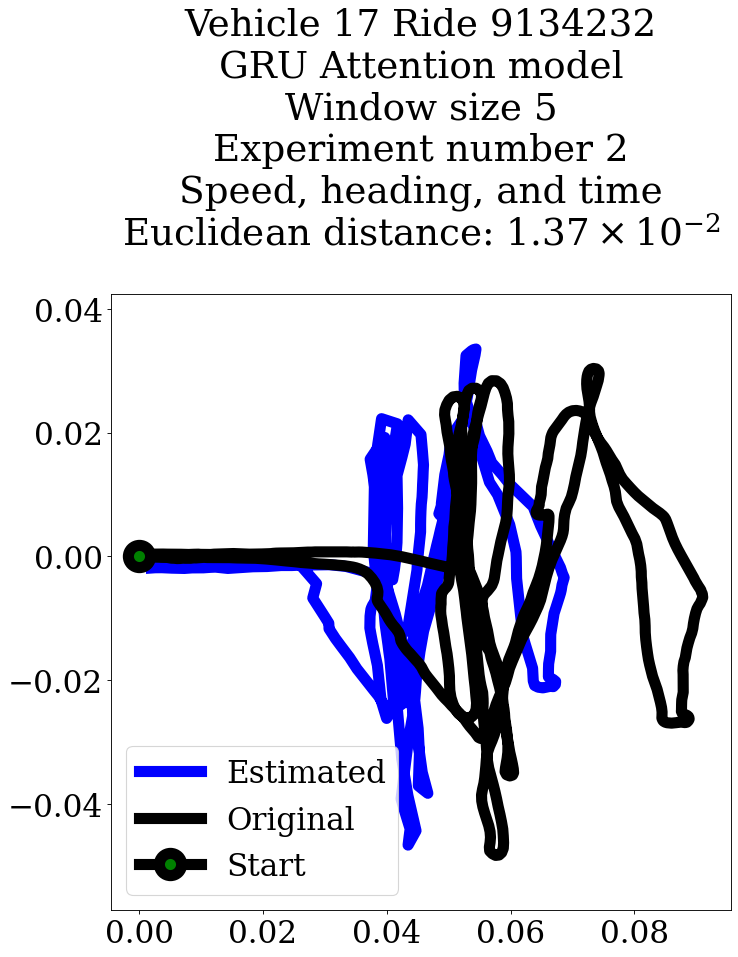 Vehicle 17 Ride 9134232
GRU Attention model
Window size 5
Experiment number 2
Speed, heading, and time
Euclidean distance: 1.37 × 10⁻²
0.04
0.02
0.00
−0.02
−0.04
Estimated
Original
Start
0.00 0.02 0.04 0.06 0.08